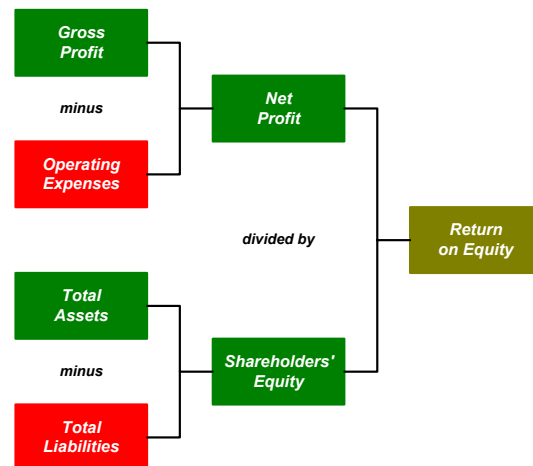 Gross
Profit
minus
Operating
Expenses
Net
Profit
divided by
Return
on Equity
Total
Assets
minus
Total
Liabilities
Shareholders'
Equity